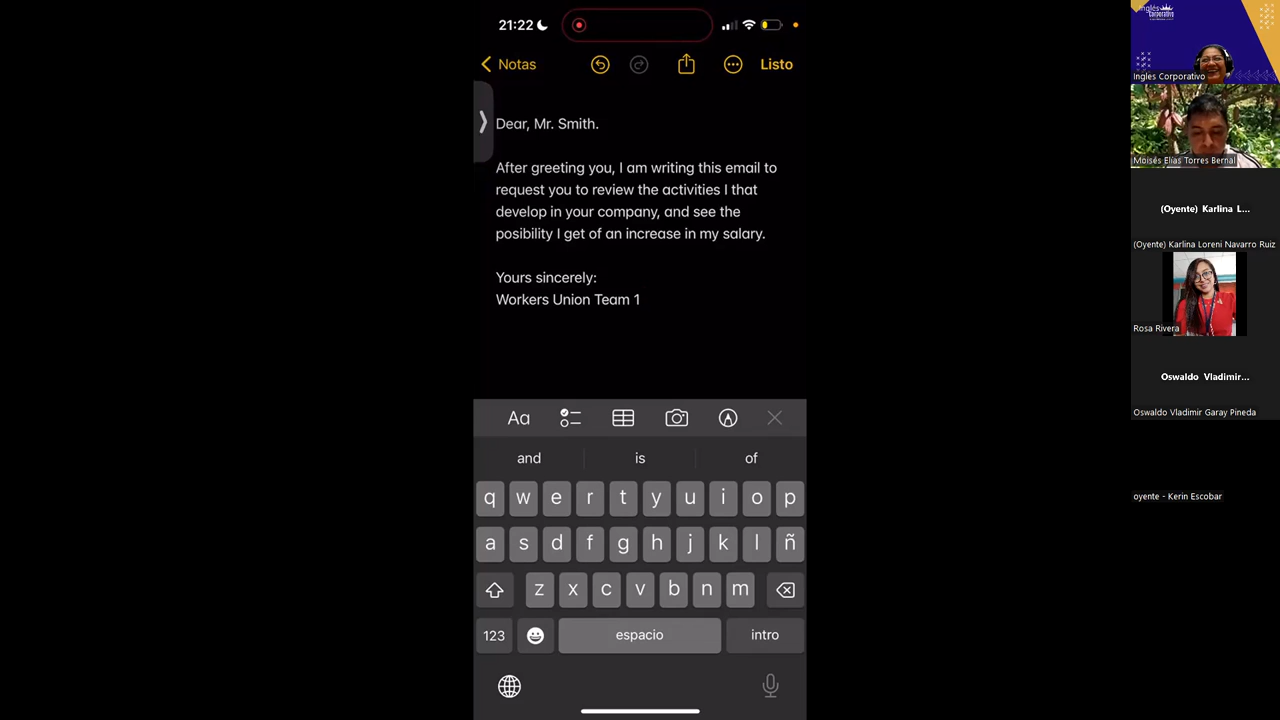 21:22
Notas
Listo
Dear, Mr. Smith.
After greeting you, I am writing this email to
request you to review the activities I that
develop in your company, and see the
posibility I get of an increase in my salary.
Yours sincerely:
Workers Union Team 1
Aa
and is of
q w e r t y u i o p
a s d f g h j k l ñ
z x c v b n m
123 espacio intro
Inglés
Corporativo
Ingles Corporativo
Moisés Elías Torres Bernal
(Oyente) Karlina L...
(Oyente) Karlina Loreni Navarro Ruiz
Rosa Rivera
Oswaldo Vladimir...
Oswaldo Vladimir Garay Pineda
oyente - Kerin Escobar